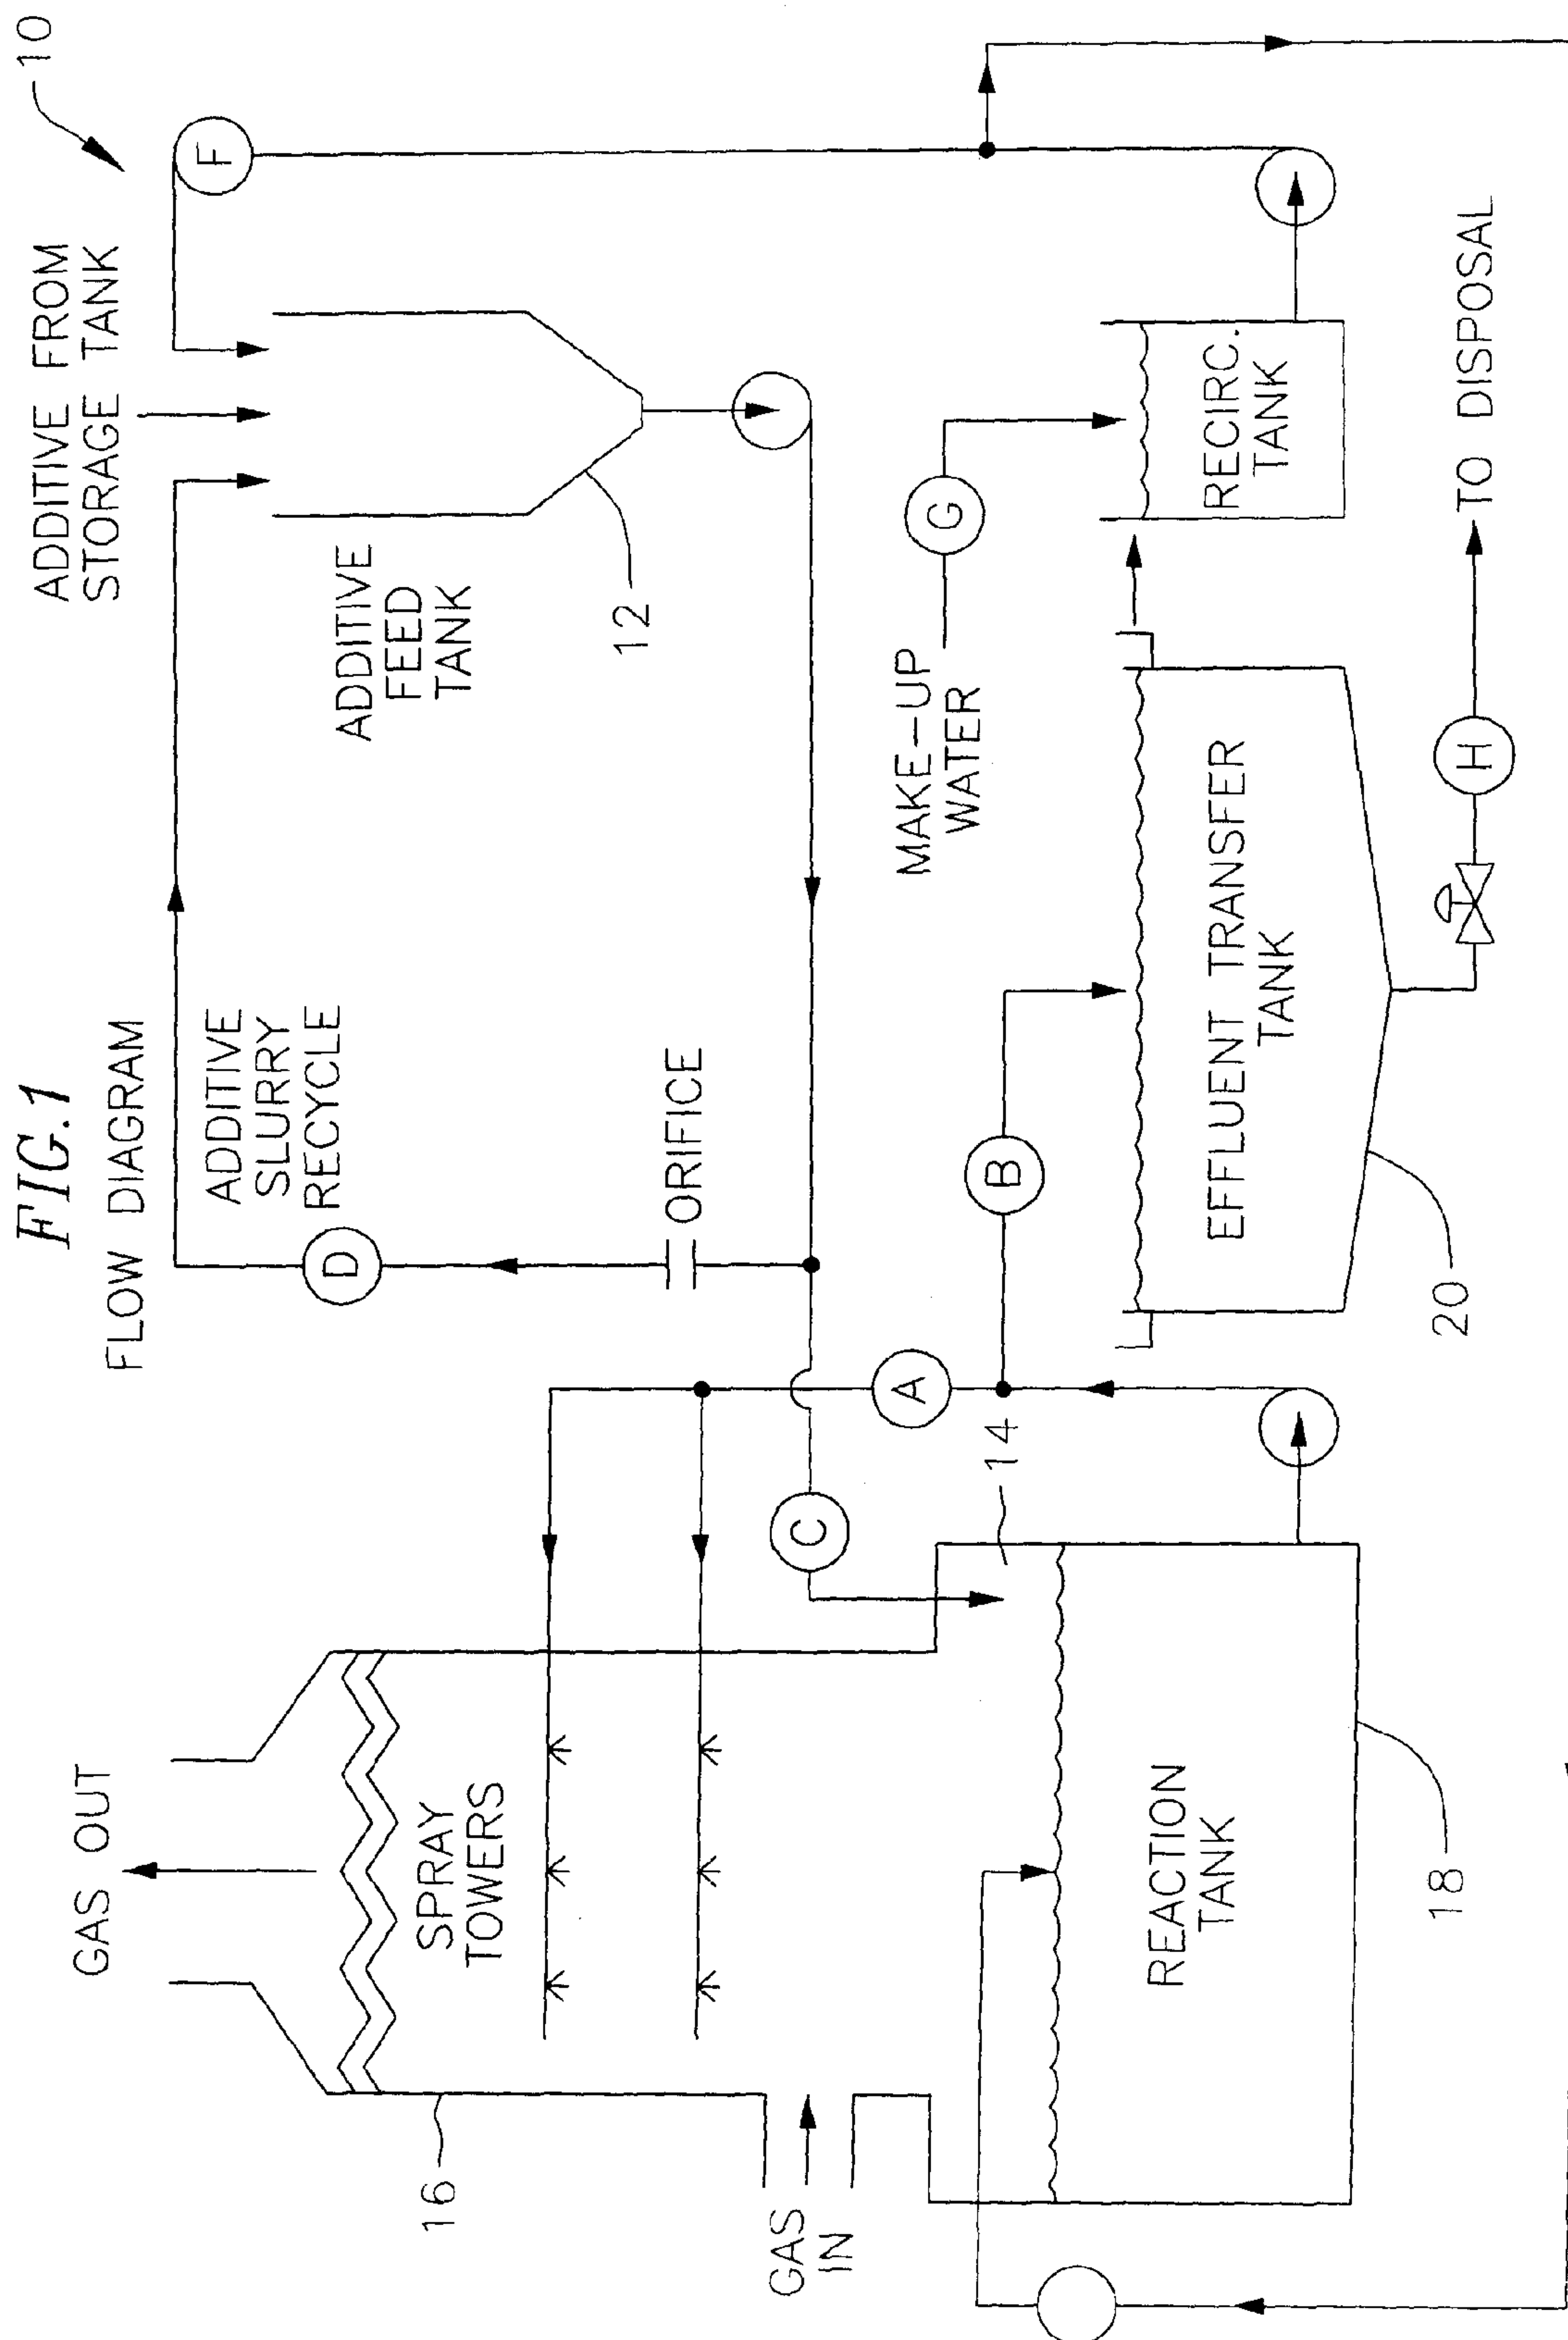 FIG.1
FLOW DIAGRAM
10
GAS OUT
ADDITIVE
SLURRY
RECYCLE
ADDITIVE FROM
STORAGE TANK
F
D
ADDITIVE
FEED
TANK
16
SPRAY
TOWERS
ORIFICE
12
GAS
IN
C
A
14
B
MAKE-UP
WATER
G
REACTION
TANK
18
EFFLUENT TRANSFER
TANK
20
RECIRC.
TANK
H
TO DISPOSAL